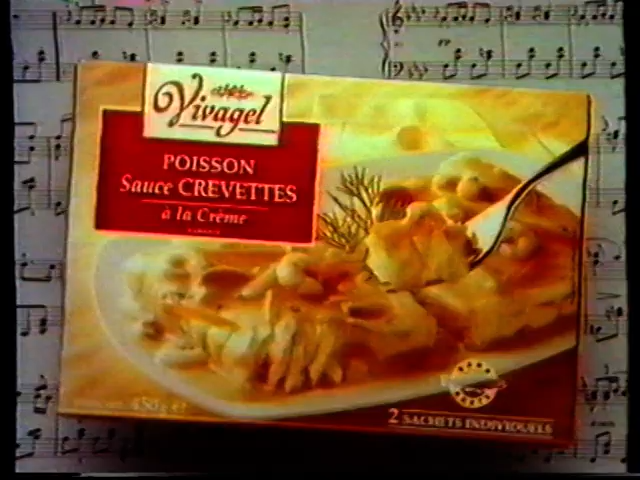 Vivagel
POISSON
Sauce CREVETTES
à la Crème
450 g e
2 SACHETS INDIVIDUELS